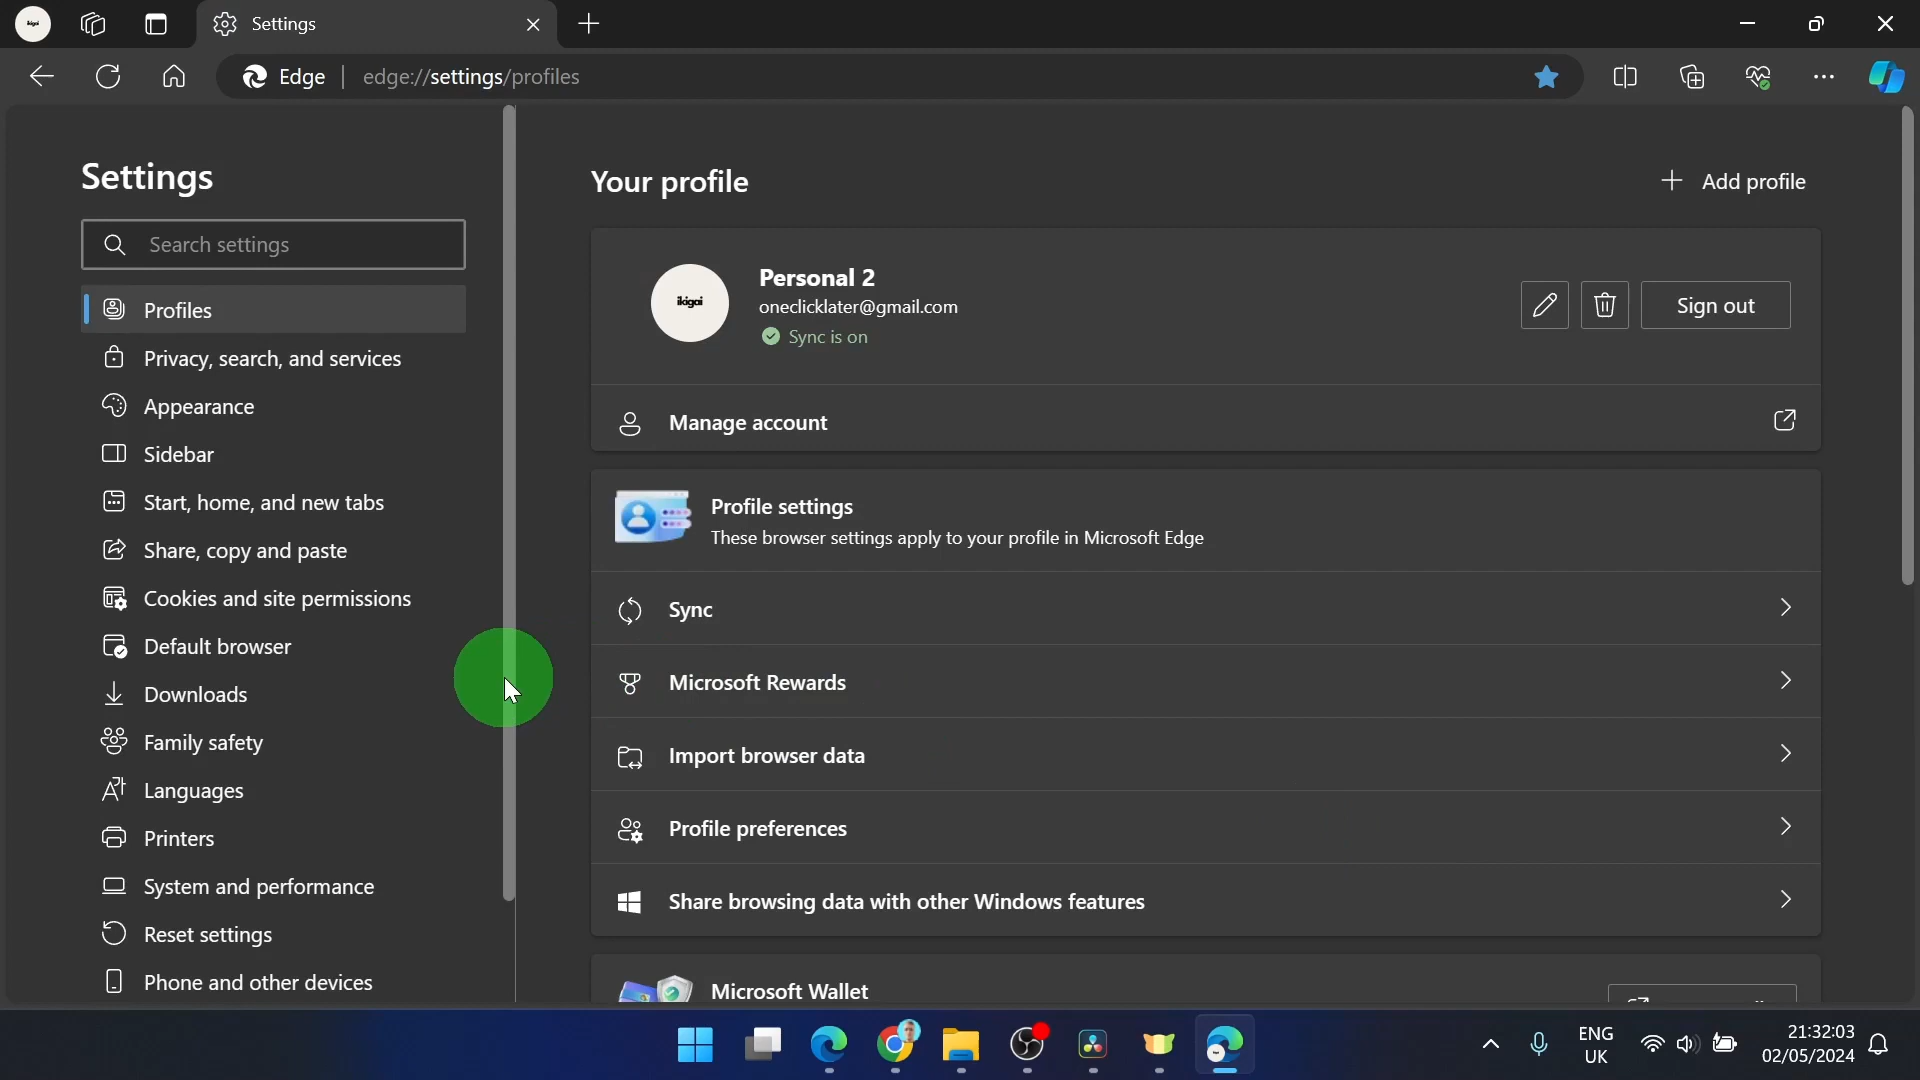 Settings
Edge
edge://settings/profiles
Settings
Search settings
Profiles
Privacy, search, and services
Appearance
Sidebar
Start, home, and new tabs
Share, copy and paste
Cookies and site permissions
Default browser
Downloads
Family safety
Languages
Printers
System and performance
Reset settings
Phone and other devices
Your profile
Add profile
ikigai
Personal 2
oneclicklater@gmail.com
Sync is on
Sign out
Manage account
Profile settings
These browser settings apply to your profile in Microsoft Edge
Sync
Microsoft Rewards
Import browser data
Profile preferences
Share browsing data with other Windows features
Microsoft Wallet
ENG
UK
21:32:03
02/05/2024